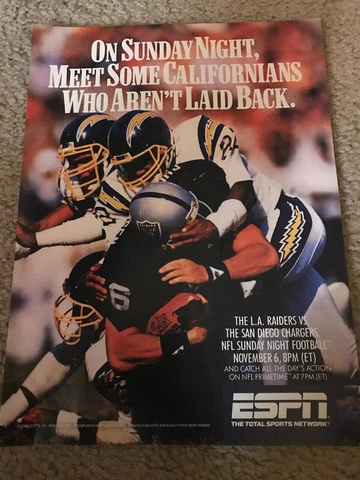 ON SUNDAY NIGHT,
MEET SOME CALIFORNIANS
WHO AREN'T LAID BACK.
THE L.A. RAIDERS VS.
THE SAN DIEGO CHARGERS.
NFL SUNDAY NIGHT FOOTBALL™
NOVEMBER 6, 8PM (ET)
AND CATCH ALL THE DAY'S ACTION
ON NFL PRIMETIME™ AT 7PM (ET)
ESPN
THE TOTAL SPORTS NETWORK®